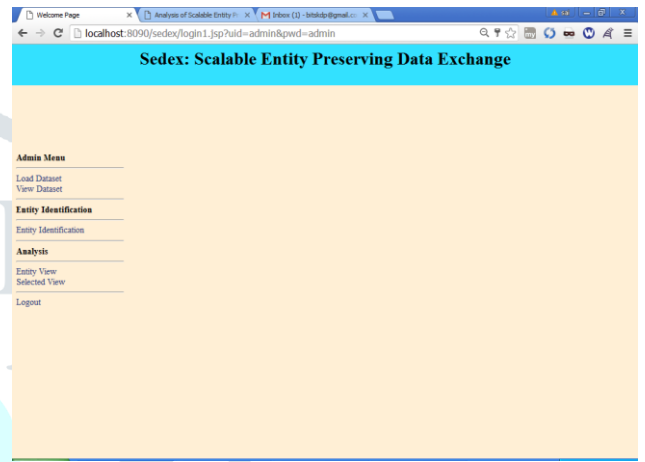 Welcome Page
Analysis of Scalable Entity P
M Inbox (1) - bitskdp@gmail.co
localhost:8090/sedex/login1.jsp?uid=admin&pwd=admin
Sedex: Scalable Entity Preserving Data Exchange
Admin Menu
Load Dataset
View Dataset
Entity Identification
Entity Identification
Analysis
Entity View
Selected View
Logout